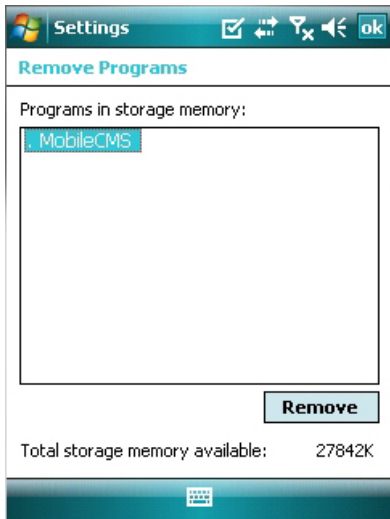 Settings
ok
Remove Programs
Programs in storage memory:
. MobileCMS
Remove
Total storage memory available: 27842K